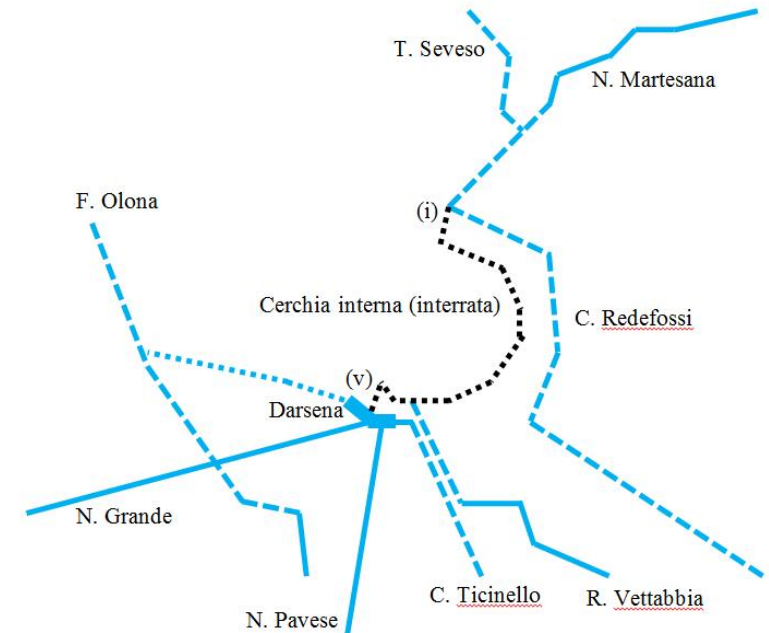 T. Seveso
N. Martesana
F. Olona
(i)
Cerchia interna (interrata)
C. Redefossi
(v)
Darsena
N. Grande
C. Ticinello
R. Vettabbia
N. Pavese